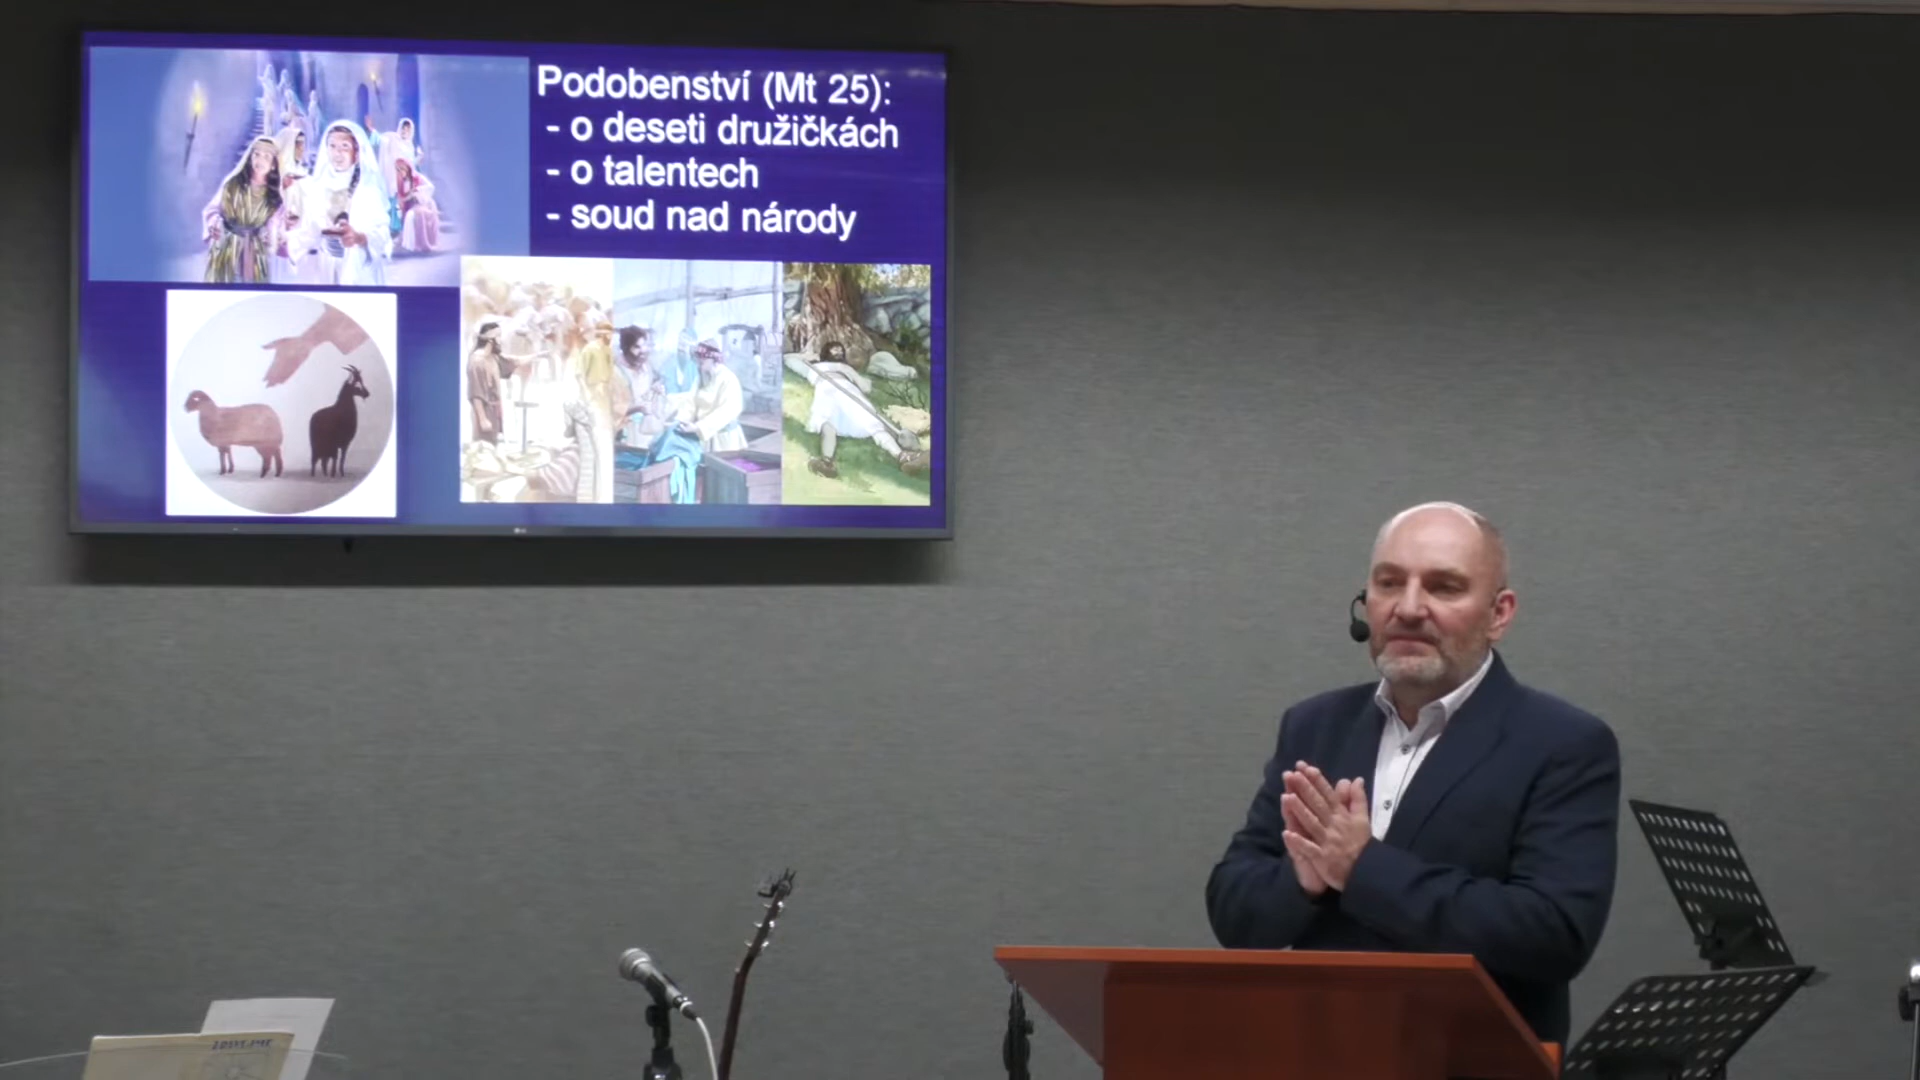 Podobenství (Mt 25):
- o deseti družičkách
- o talentech
- soud nad národy